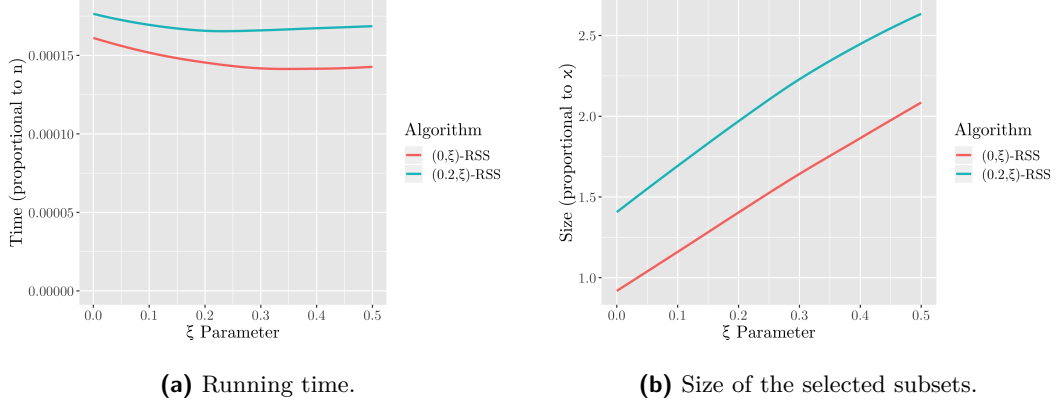 Time (proportional to n)
0.00015
0.00010
0.00005
0.00000
0.0 0.1 0.2 0.3 0.4 0.5
ξ Parameter
Algorithm
(0,ξ)-RSS
(0.2,ξ)-RSS
(a) Running time.
Size (proportional to ϰ)
2.5
2.0
1.5
1.0
0.0 0.1 0.2 0.3 0.4 0.5
ξ Parameter
Algorithm
(0,ξ)-RSS
(0.2,ξ)-RSS
(b) Size of the selected subsets.